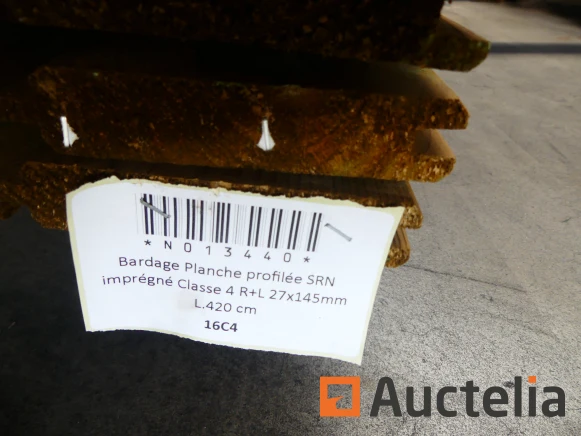 *N013440*
Bardage Planche profilée SRN
imprégné Classe 4 R+L 27x145mm
L.420 cm
16C4
Auctelia